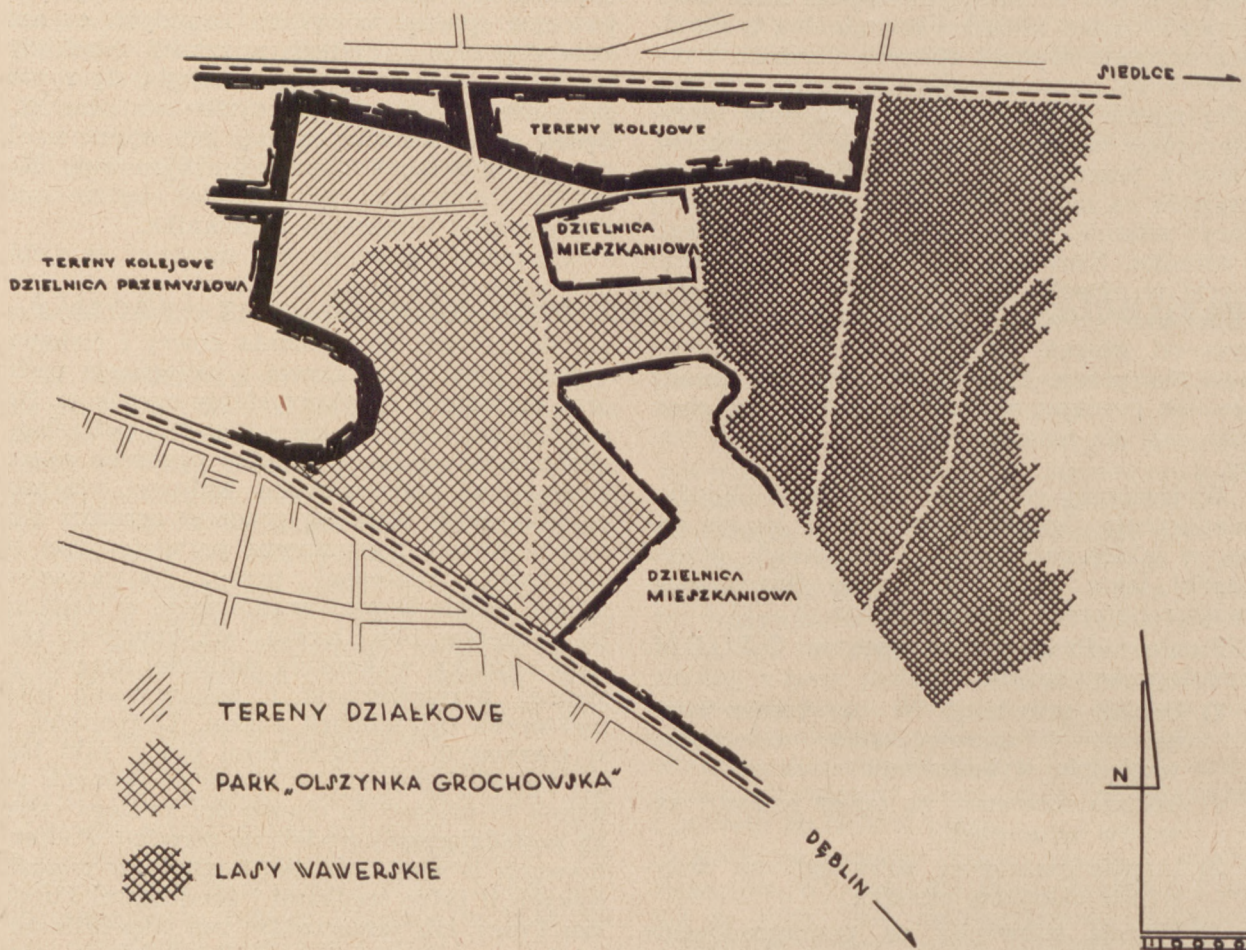 SIEDLCE
TERENY KOLEJOWE
DZIELNICA
MIESZKANIOWA
TERENY KOLEJOWE
DZIELNICA PRZEMYSŁOWA
DZIELNICA
MIESZKANIOWA
TERENY DZIAŁKOWE
PARK „OLSZYNKA GROCHOWSKA"
LASY WAWERSKIE
N
DĘBLIN